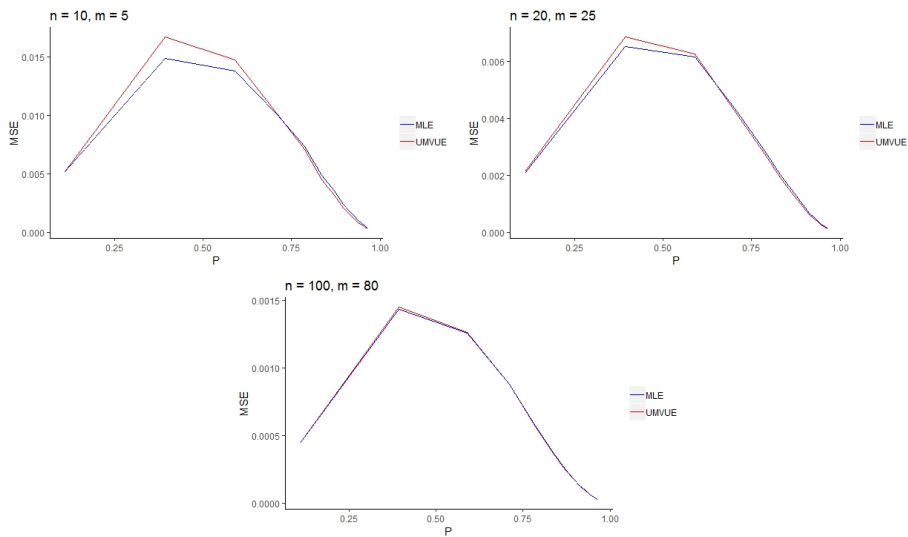 n = 10, m = 5
0.015
0.010
0.005
0.000
MSE
0.25 0.50 0.75 1.00
P
MLE
UMVUE
n = 20, m = 25
0.006
0.004
0.002
0.000
MSE
0.25 0.50 0.75 1.00
P
MLE
UMVUE
n = 100, m = 80
0.0015
0.0010
0.0005
0.0000
MSE
0.25 0.50 0.75 1.00
P
MLE
UMVUE